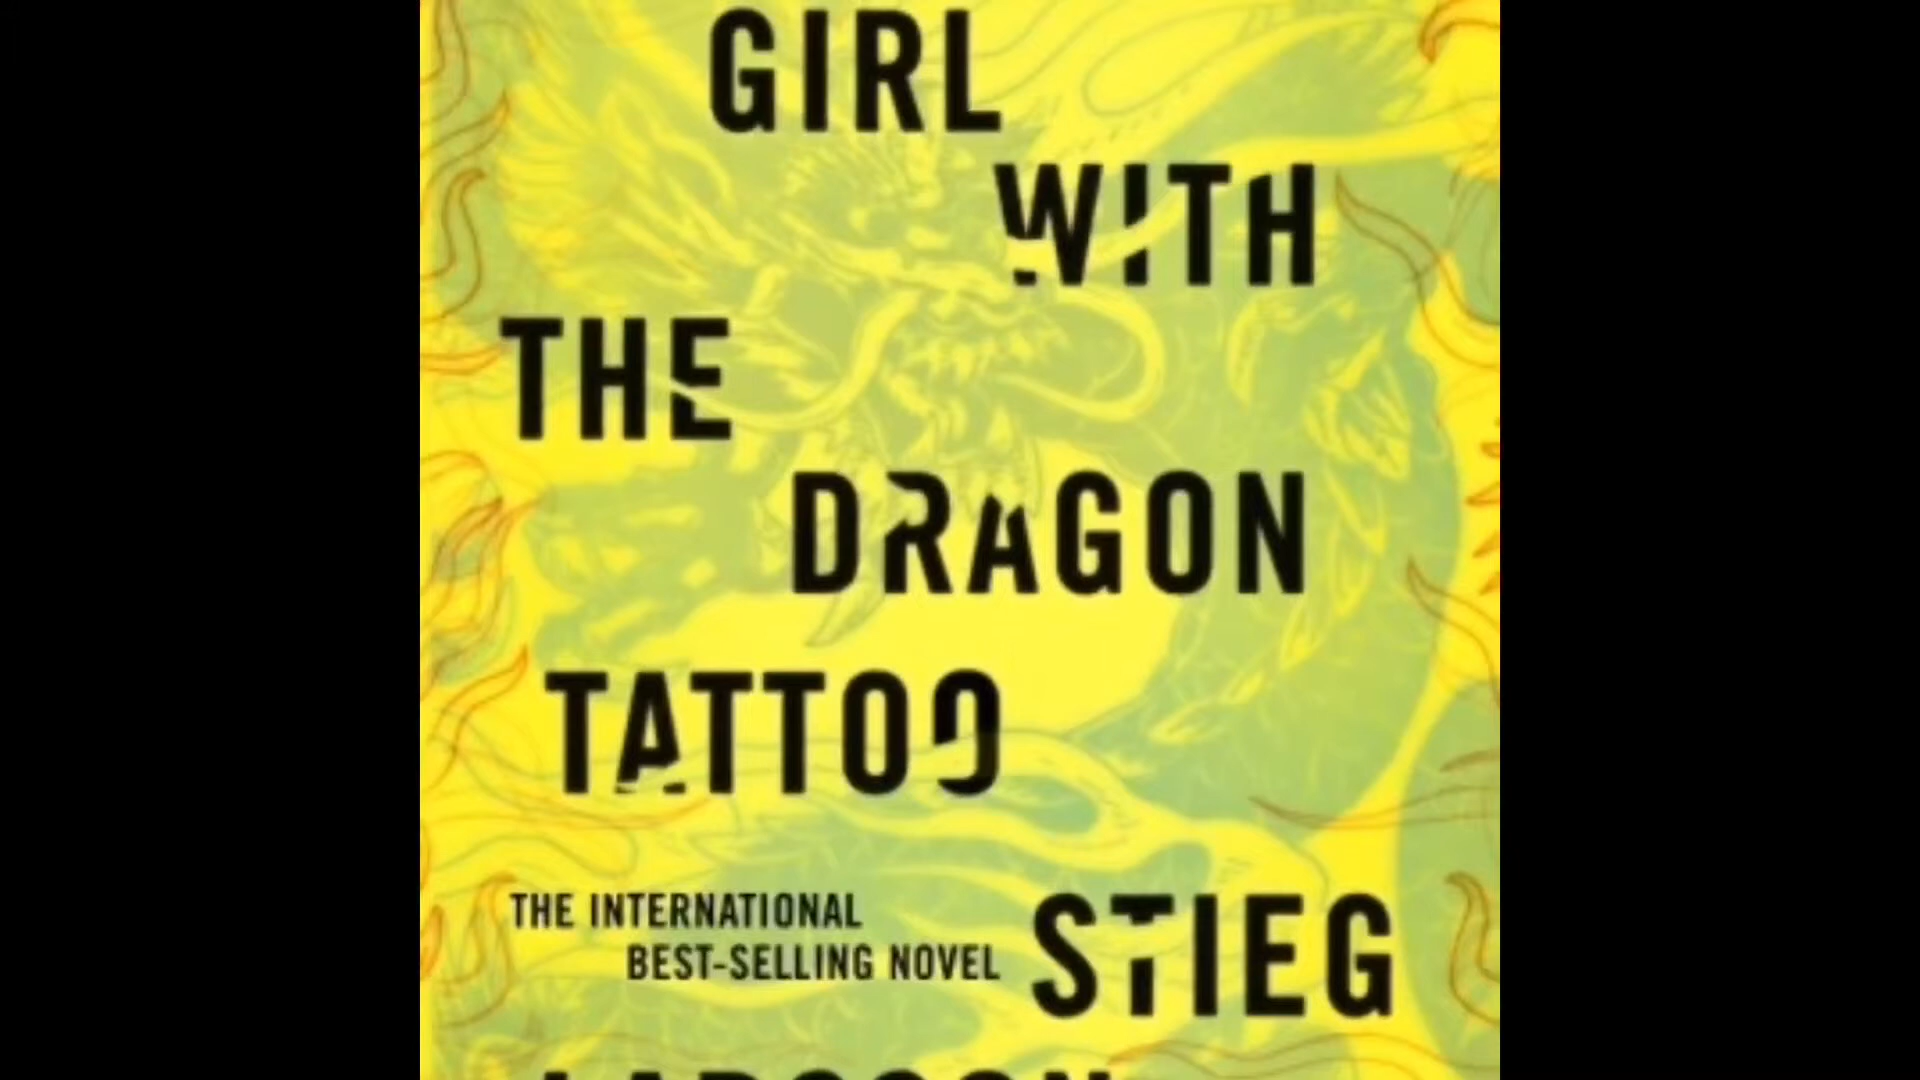 GIRL
WITH
THE
DRAGON
TATTOO
THE INTERNATIONAL
BEST-SELLING NOVEL
STIEG